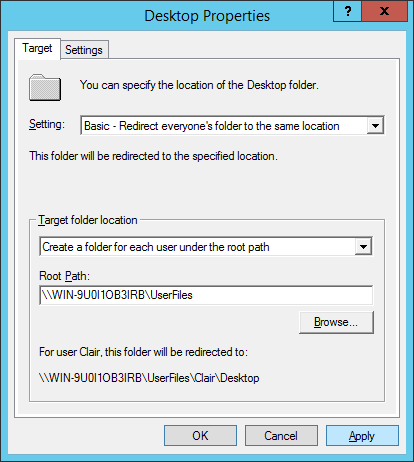 Desktop Properties
? x
Target Settings
You can specify the location of the Desktop folder.
Setting: Basic - Redirect everyone's folder to the same location
This folder will be redirected to the specified location.
Target folder location
Create a folder for each user under the root path
Root Path:
\\WIN-9U0I1OB3IRB\UserFiles
Browse...
For user Clair, this folder will be redirected to:
\\WIN-9U0I1OB3IRB\UserFiles\Clair\Desktop
OK Cancel Apply